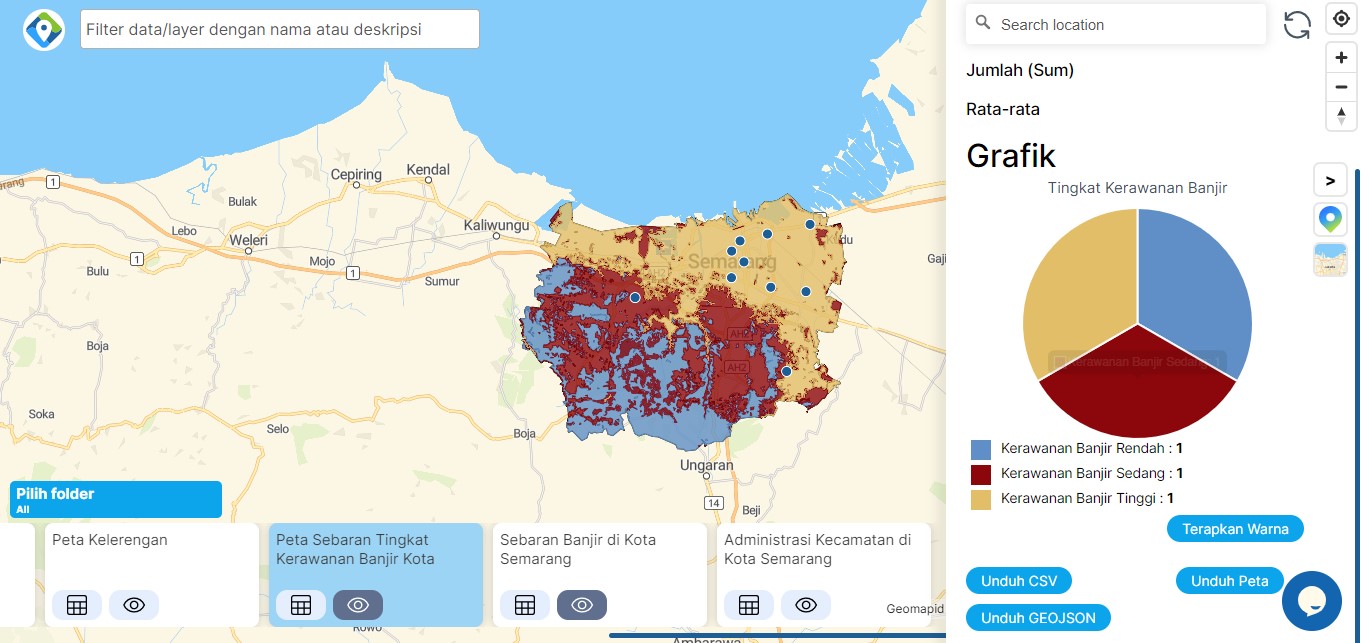 Filter data/layer dengan nama atau deskripsi
Search location
Jumlah (Sum)
Rata-rata
Grafik
Tingkat Kerawanan Banjir
Kerawanan Banjir Sedang: 1
Kerawanan Banjir Rendah : 1
Kerawanan Banjir Sedang : 1
Kerawanan Banjir Tinggi : 1
Terapkan Warna
Unduh CSV
Unduh Peta
Unduh GEOJSON
>
Cepiring
Kendal
1
Bulak
Kaliwungu
Lebo
Weleri
1
Mojo
1
Bulu
Sumur
Semarang
Gaji
AH2
AH2
Boja
Soka
Selo
Boja
Ungaran
14
Beji
Pilih folder
All
Peta Kelerengan
Peta Sebaran Tingkat
Kerawanan Banjir Kota
Sebaran Banjir di Kota
Semarang
Administrasi Kecamatan di
Kota Semarang
Geomapid
Rowo
Ambarawa